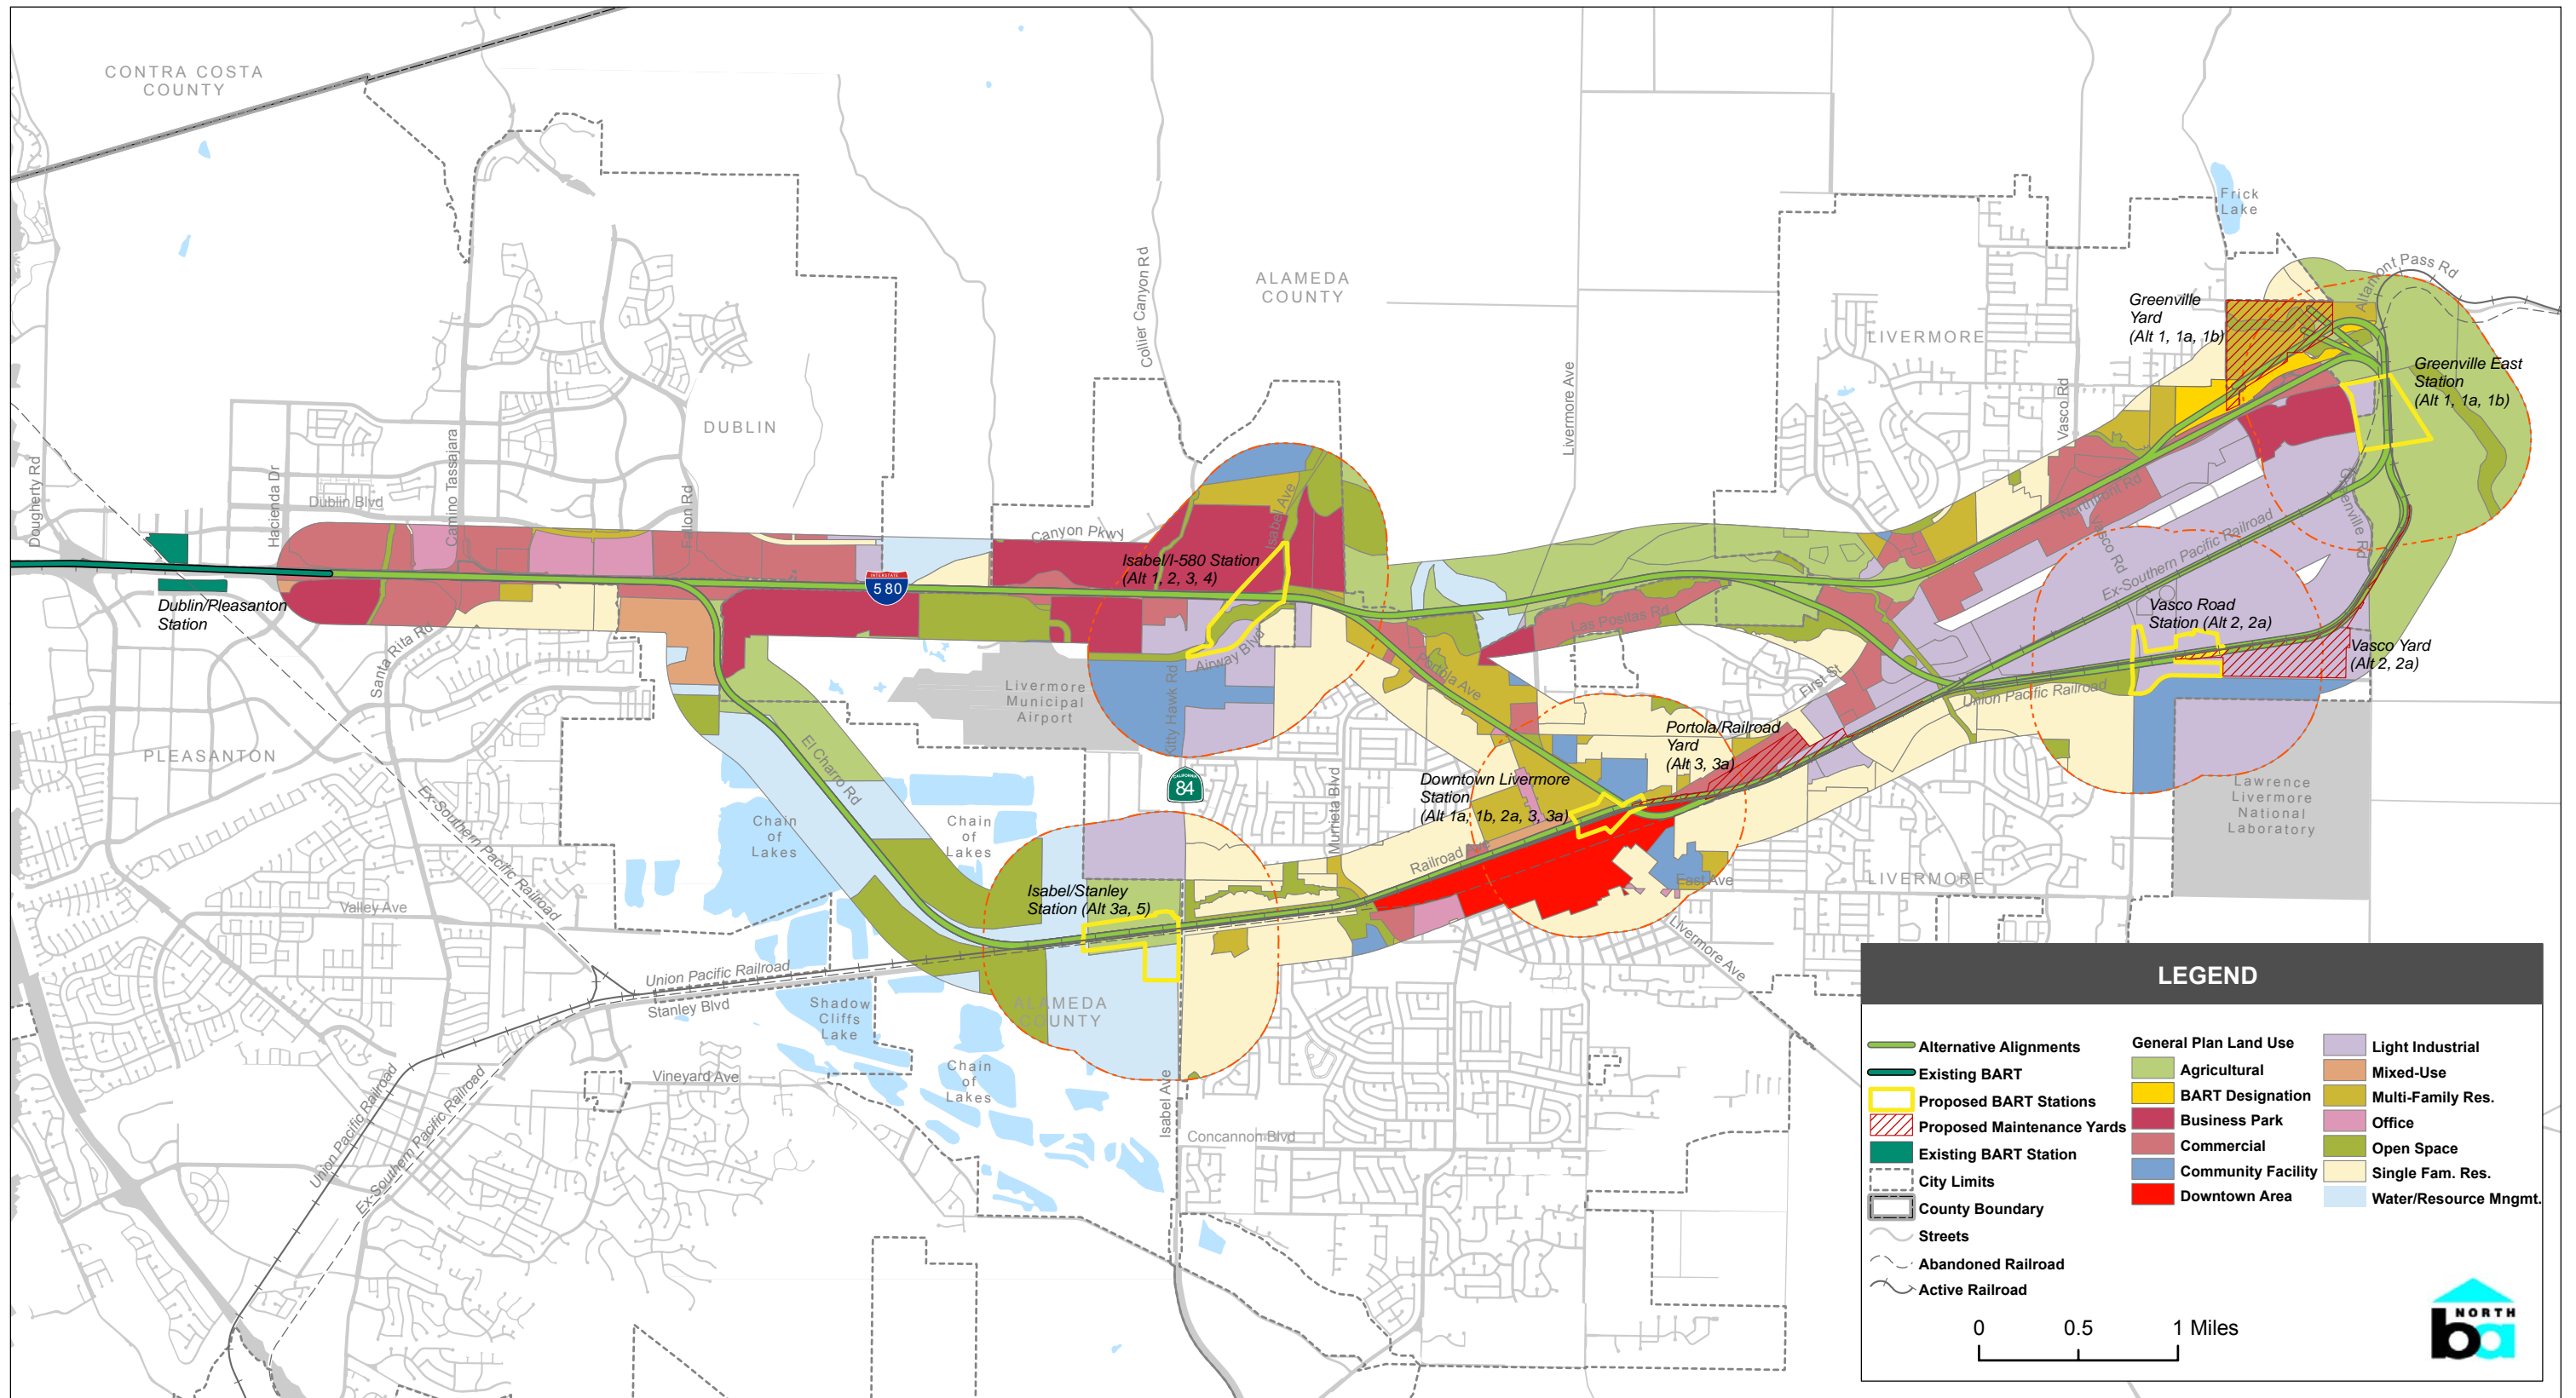 CONTRA COSTA
COUNTY
Dougherty Rd
Hacienda Dr
Camino Tassajara
Dublin Blvd
Fallon Rd
DUBLIN
Collier Canyon Rd
ALAMEDA
COUNTY
Livermore Ave
LIVERMORE
Vasco Rd
Frick
Lake
Altamont Pass Rd
Greenville
Yard
(Alt 1, 1a, 1b)
Greenville East
Station
(Alt 1, 1a, 1b)
Dublin/Pleasanton
Station
Santa Rita Rd
INTERSTATE
580
Canyon Pkwy
Isabel Ave
Isabel/I-580 Station
(Alt 1, 2, 3, 4)
Airway Blvd
Kitty Hawk Rd
Livermore
Municipal
Airport
Las Positas Rd
Portola Ave
First St
Northfront Rd
Vasco Rd
Greenville Rd
Ex-Southern Pacific Railroad
Vasco Road
Station (Alt 2, 2a)
Vasco Yard
(Alt 2, 2a)
Union Pacific Railroad
Portola/Railroad
Yard
(Alt 3, 3a)
Downtown Livermore
Station
(Alt 1a, 1b, 2a, 3, 3a)
Railroad Ave
Murrieta Blvd
East Ave
LIVERMORE
Livermore Ave
Lawrence
Livermore
National
Laboratory
PLEASANTON
El Charro Rd
CALIFORNIA
84
Chain
of
Lakes
Chain
of
Lakes
Ex-Southern Pacific Railroad
Valley Ave
Isabel/Stanley
Station (Alt 3a, 5)
Union Pacific Railroad
Stanley Blvd
Shadow
Cliffs
Lake
ALAMEDA
COUNTY
Chain
of
Lakes
Vineyard Ave
Isabel Ave
Concannon Blvd
Union Pacific Railroad
Ex-Southern Pacific Railroad
LEGEND
Alternative Alignments
Existing BART
Proposed BART Stations
Proposed Maintenance Yards
Existing BART Station
City Limits
County Boundary
Streets
Abandoned Railroad
Active Railroad
General Plan Land Use
Agricultural
BART Designation
Business Park
Commercial
Community Facility
Downtown Area
Light Industrial
Mixed-Use
Multi-Family Res.
Office
Open Space
Single Fam. Res.
Water/Resource Mngmt.
0 0.5 1 Miles
NORTH
ba